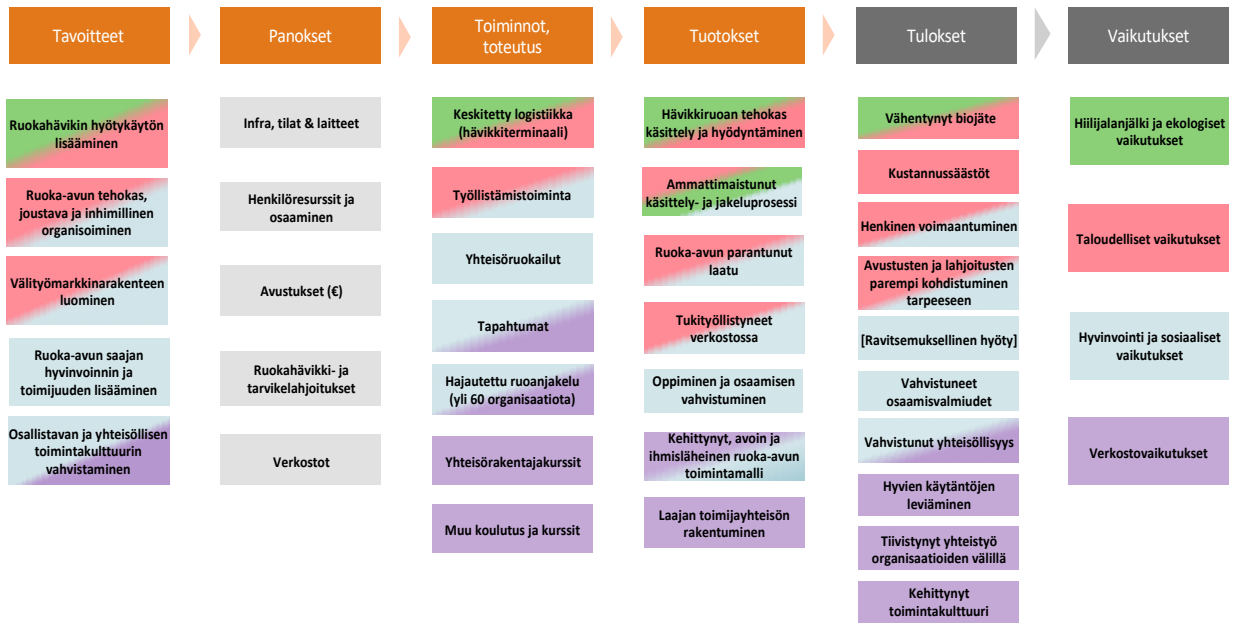 Tavoitteet
Panokset
Toiminnot,
toteutus
Tuotokset
Tulokset
Vaikutukset
Ruokahävikin hyötykäytön
lisääminen
Ruoka-avun tehokas,
joustava ja inhimillinen
organisoiminen
Välityömarkkinarakenteen
luominen
Ruoka-avun saajan
hyvinvoinnin ja
toimijuuden lisääminen
Osallistavan ja yhteisöllisen
toimintakulttuurin
vahvistaminen
Infra, tilat & laitteet
Henkilöresurssit ja
osaaminen
Avustukset (€)
Ruokahävikki- ja
tarvikelahjoitukset
Verkostot
Keskitetty logistiikka
(hävikkiterminaali)
Työllistämistoiminta
Yhteisöruokailut
Tapahtumat
Hajautettu ruoanjakelu
(yli 60 organisaatiota)
Yhteisörakentajakurssit
Muu koulutus ja kurssit
Hävikkiruoan tehokas
käsittely ja hyödyntäminen
Ammattimaistunut
käsittely- ja jakeluprosessi
Ruoka-avun parantunut
laatu
Tukityöllistyneet
verkostossa
Oppiminen ja osaamisen
vahvistuminen
Kehittynyt, avoin ja
ihmisläheinen ruoka-avun
toimintamalli
Laajan toimijayhteisön
rakentuminen
Vähentynyt biojäte
Kustannussäästöt
Henkinen voimaantuminen
Avustusten ja lahjoitusten
parempi kohdistuminen
tarpeeseen
[Ravitsemuksellinen hyöty]
Vahvistuneet
osaamisvalmiudet
Vahvistunut yhteisöllisyys
Hyvien käytäntöjen
leviäminen
Tiivistynyt yhteistyö
organisaatioiden välillä
Kehittynyt
toimintakulttuuri
Hiilijalanjälki ja ekologiset
vaikutukset
Taloudelliset vaikutukset
Hyvinvointi ja sosiaaliset
vaikutukset
Verkostovaikutukset